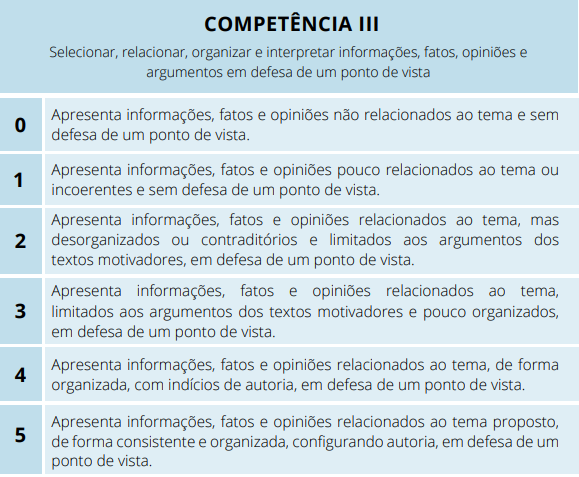 COMPETÊNCIA III
Selecionar, relacionar, organizar e interpretar informações, fatos, opiniões e
argumentos em defesa de um ponto de vista
0
Apresenta informações, fatos e opiniões não relacionados ao tema e sem
defesa de um ponto de vista.
1
Apresenta informações, fatos e opiniões pouco relacionados ao tema ou
incoerentes e sem defesa de um ponto de vista.
2
Apresenta informações, fatos e opiniões relacionados ao tema, mas
desorganizados ou contraditórios e limitados aos argumentos dos
textos motivadores, em defesa de um ponto de vista.
3
Apresenta informações, fatos e opiniões relacionados ao tema,
limitados aos argumentos dos textos motivadores e pouco organizados,
em defesa de um ponto de vista.
4
Apresenta informações, fatos e opiniões relacionados ao tema, de forma
organizada, com indícios de autoria, em defesa de um ponto de vista.
5
Apresenta informações, fatos e opiniões relacionados ao tema proposto,
de forma consistente e organizada, configurando autoria, em defesa de um
ponto de vista.